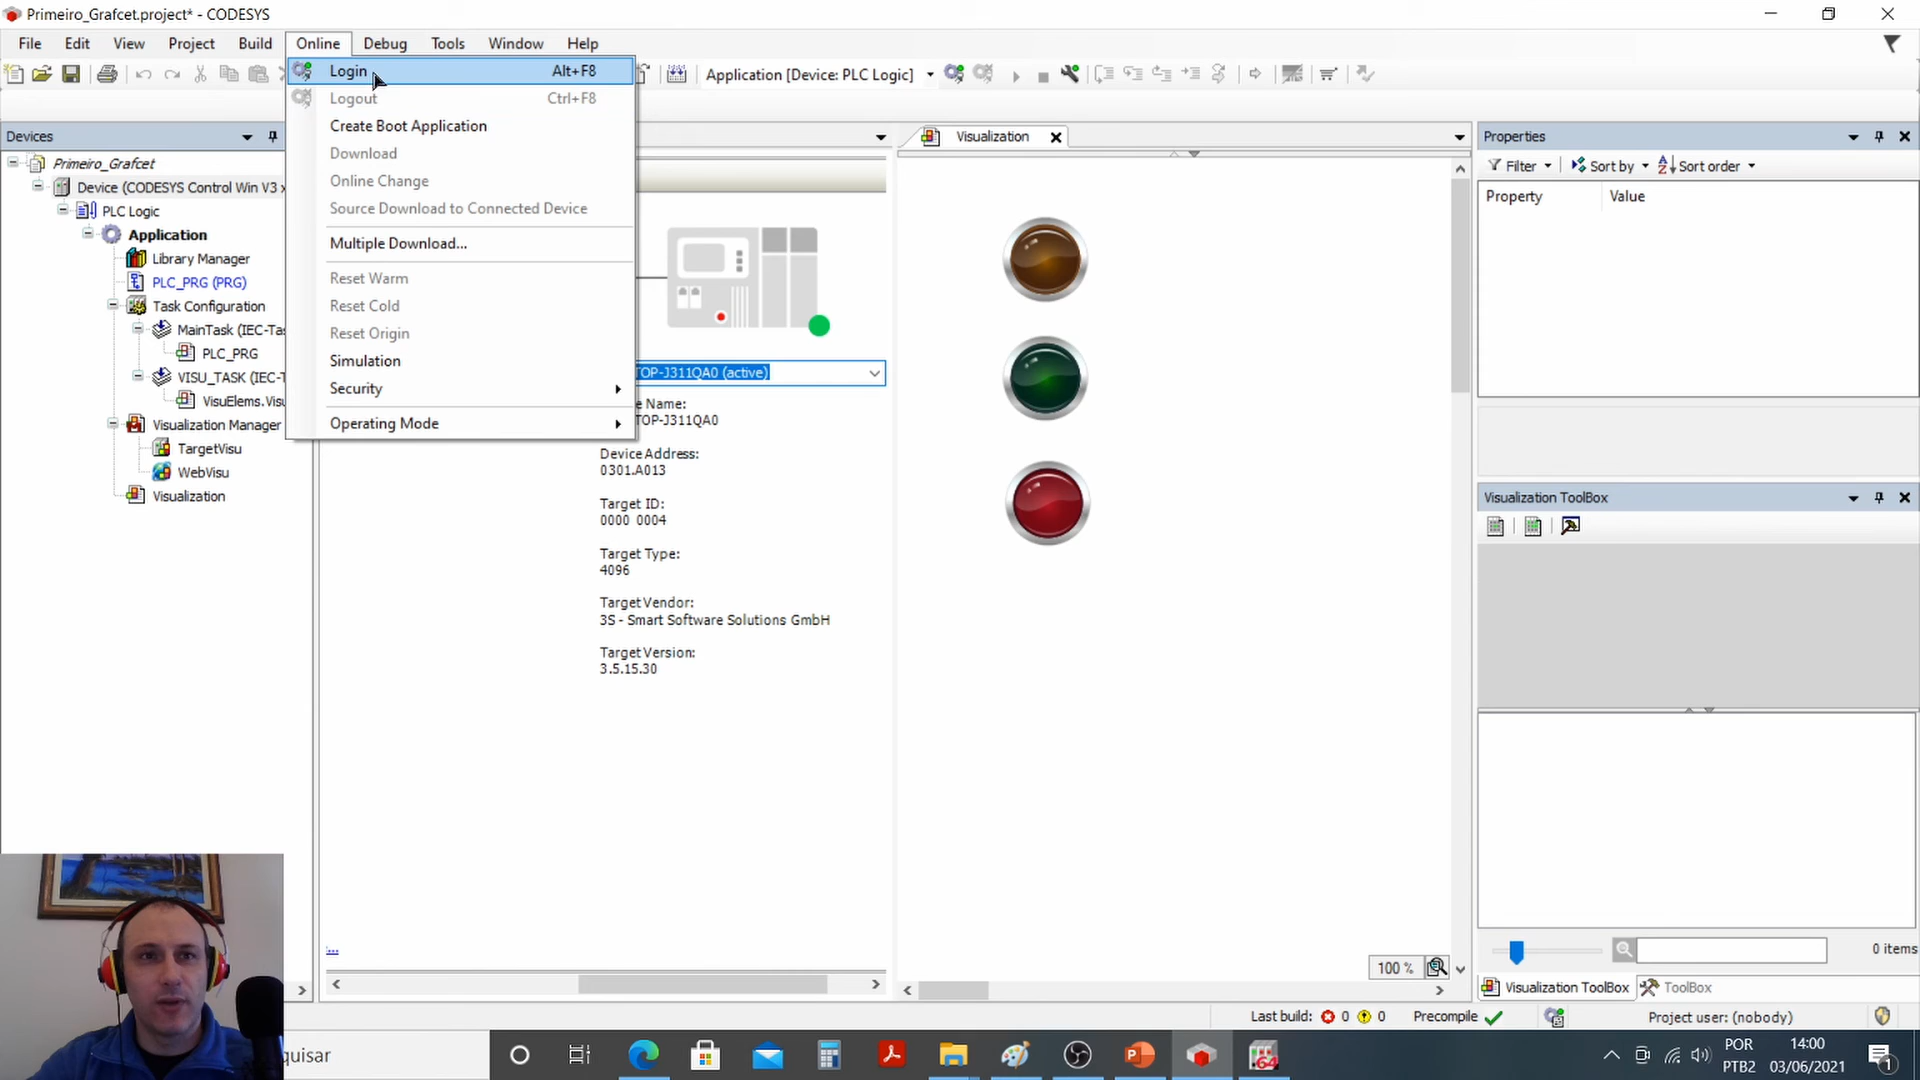 Primeiro_Grafcet.project* - CODESYS
File Edit View Project Build Online Debug Tools Window Help
Application [Device: PLC Logic]
Login Alt+F8
Logout Ctrl+F8
Create Boot Application
Download
Online Change
Source Download to Connected Device
Multiple Download...
Reset Warm
Reset Cold
Reset Origin
Simulation
Security
Operating Mode
Devices
Primeiro_Grafcet
Device (CODESYS Control Win V3 x
PLC Logic
Application
Library Manager
PLC_PRG (PRG)
Task Configuration
MainTask (IEC-Tas
PLC_PRG
VISU_TASK (IEC-T
VisuElems.Visu
Visualization Manager
TargetVisu
WebVisu
Visualization
TOP-J311QA0 (active)
e Name:
TOP-J311QA0
Device Address:
0301.A013
Target ID:
0000 0004
Target Type:
4096
Target Vendor:
3S - Smart Software Solutions GmbH
Target Version:
3.5.15.30
...
Visualization
100 %
Properties
Filter Sort by Sort order
Property Value
Visualization ToolBox
0 items
Visualization ToolBox ToolBox
Last build: 0 0 Precompile Project user: (nobody)
quisar
64
POR
PTB2
14:00
03/06/2021
1